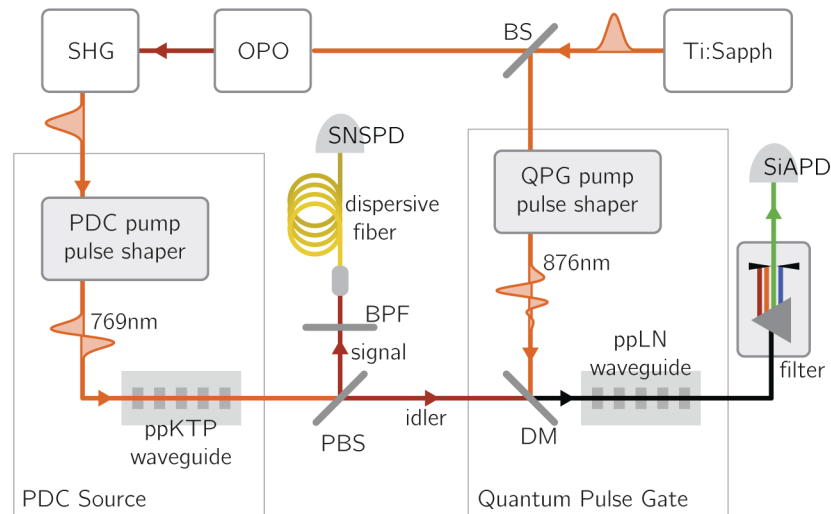 SHG
OPO
BS
Ti:Sapph
SNSPD
dispersive
fiber
PDC pump
pulse shaper
QPG pump
pulse shaper
SiAPD
769nm
876nm
BPF
signal
ppKTP
waveguide
PBS
idler
DM
ppLN
waveguide
filter
PDC Source
Quantum Pulse Gate